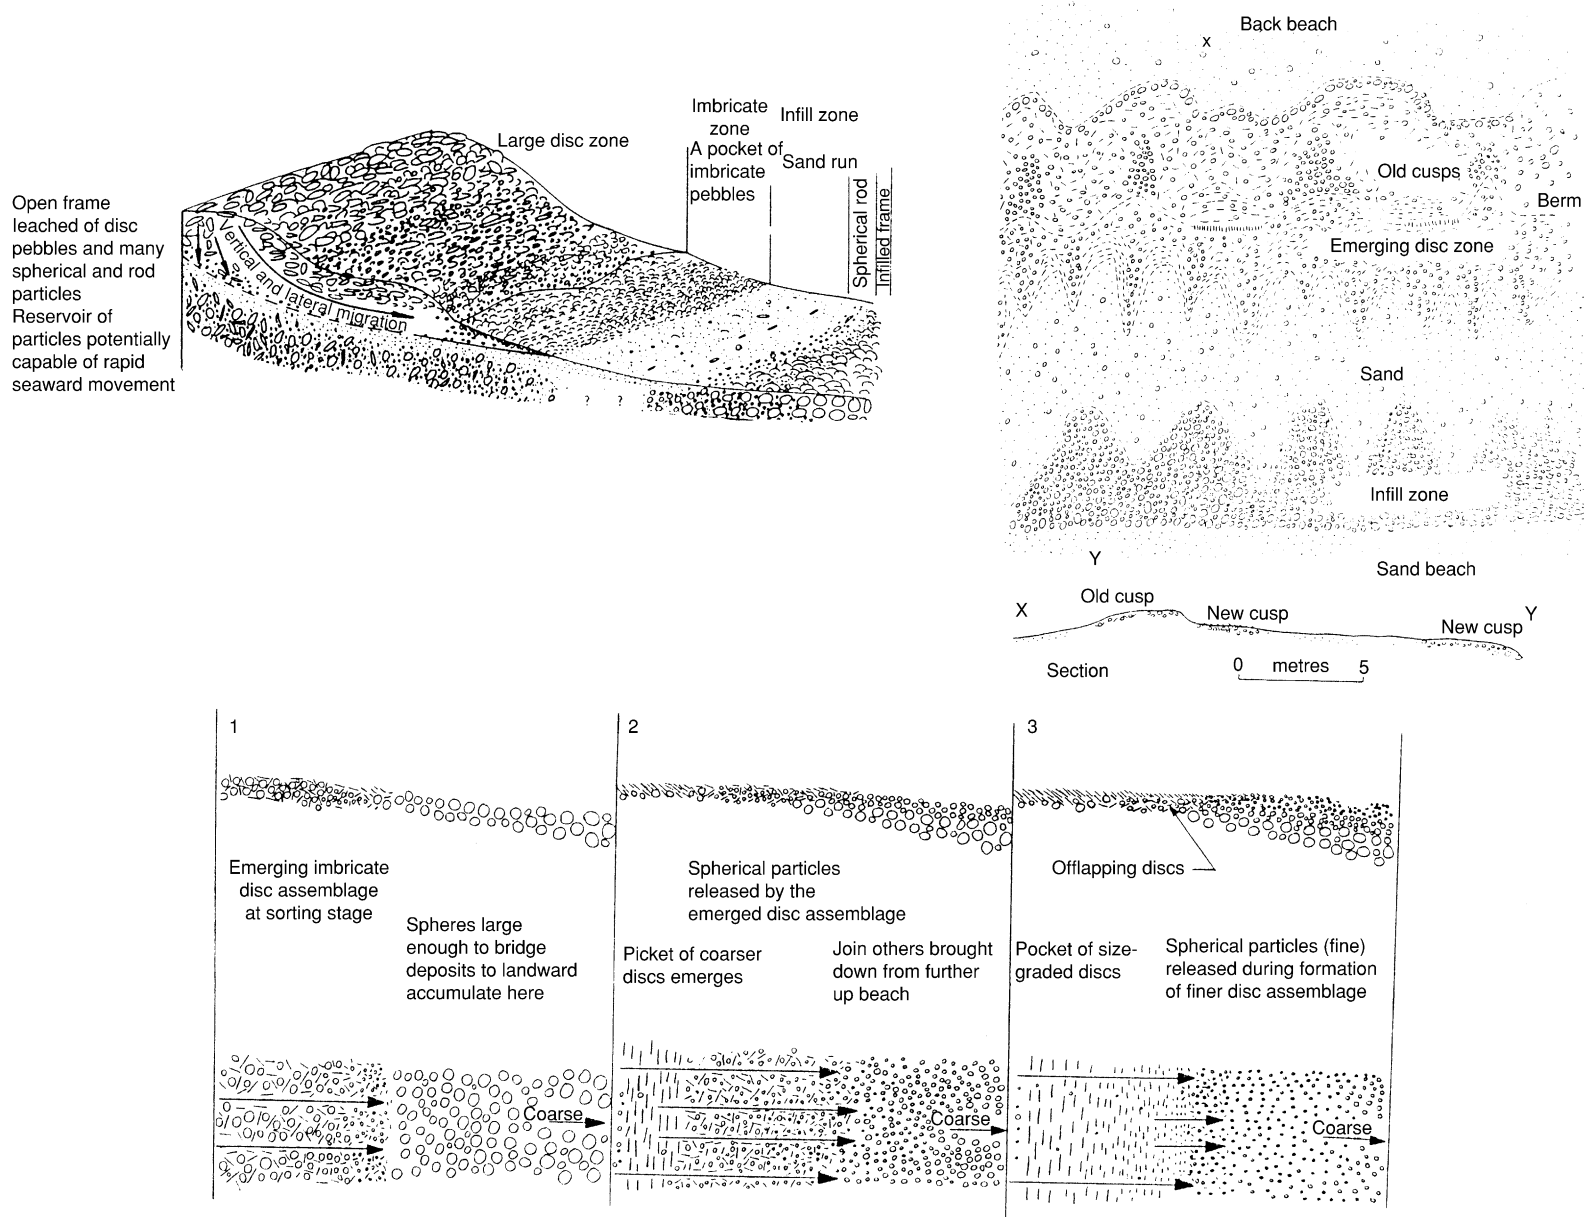 Large disc zone
Imbricate
zone
A pocket of
imbricate
pebbles
Infill zone
Sand run
Spherical rod
Infilled frame
Open frame
leached of disc
pebbles and many
spherical and rod
particles
Reservoir of
particles potentially
capable of rapid
seaward movement
Vertical and lateral migration
? ?
Back beach
x
Old cusps
Berm
Emerging disc zone
Sand
Infill zone
Y
Sand beach
X
Old cusp
New cusp
New cusp
Y
Section
0 metres 5
1
Emerging imbricate
disc assemblage
at sorting stage
Spheres large
enough to bridge
deposits to landward
accumulate here
Coarse
2
Spherical particles
released by the
emerged disc assemblage
Picket of coarser
discs emerges
Join others brought
down from further
up beach
Coarse
3
Offlapping discs
Pocket of size-
graded discs
Spherical particles (fine)
released during formation
of finer disc assemblage
Coarse